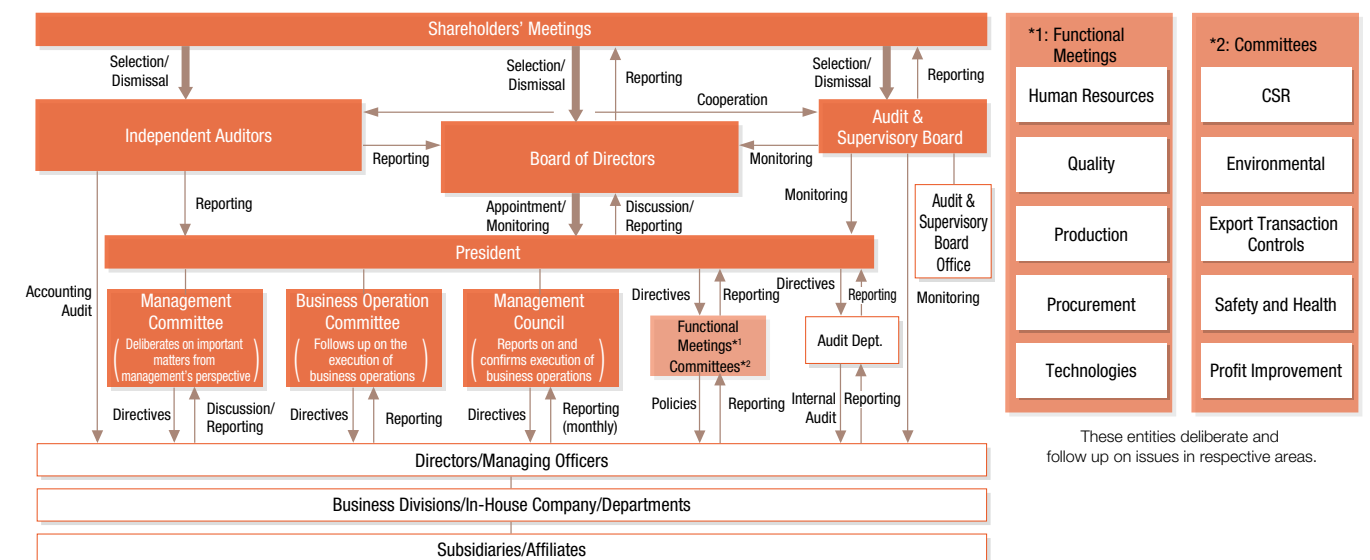 Shareholders' Meetings
Selection/
Dismissal
Selection/
Dismissal
Reporting
Selection/
Dismissal
Reporting
Cooperation
Independent Auditors
Reporting
Board of Directors
Monitoring
Audit &
Supervisory Board
Reporting
Appointment/
Monitoring
Discussion/
Reporting
Monitoring
Audit &
Supervisory
Board
Office
President
Accounting
Audit
Management
Committee
(Deliberates on important
matters from
management's perspective)
Business Operation
Committee
(Follows up on the
execution of
business operations)
Management
Council
(Reports on and
confirms execution of
business operations)
Directives
Reporting
Functional
Meetings*1
Committees*2
Directives
Reporting
Audit Dept.
Monitoring
Directives
Discussion/
Reporting
Directives
Reporting
Directives
Reporting
(monthly)
Policies
Reporting
Internal
Audit
Reporting
Directors/Managing Officers
Business Divisions/In-House Company/Departments
Subsidiaries/Affiliates
*1: Functional
Meetings
Human Resources
Quality
Production
Procurement
Technologies
*2: Committees
CSR
Environmental
Export Transaction
Controls
Safety and Health
Profit Improvement
These entities deliberate and
follow up on issues in respective areas.